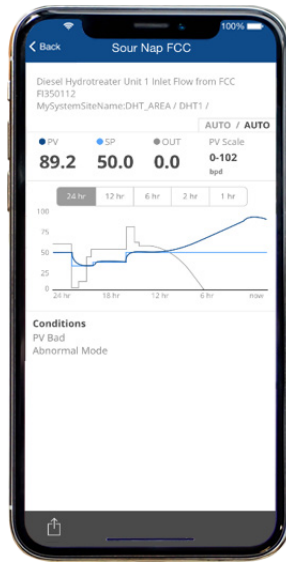 100%
Back Sour Nap FCC
Diesel Hydrotreater Unit 1 Inlet Flow from FCC
FI350112
MySystemSiteName:DHT_AREA / DHT1 /
AUTO / AUTO
PV SP OUT PV Scale
89.2 50.0 0.0 0-102
bpd
24 hr 12 hr 6 hr 2 hr 1 hr
100
75
50
25
0
24 hr 18 hr 12 hr 6 hr now
Conditions
PV Bad
Abnormal Mode